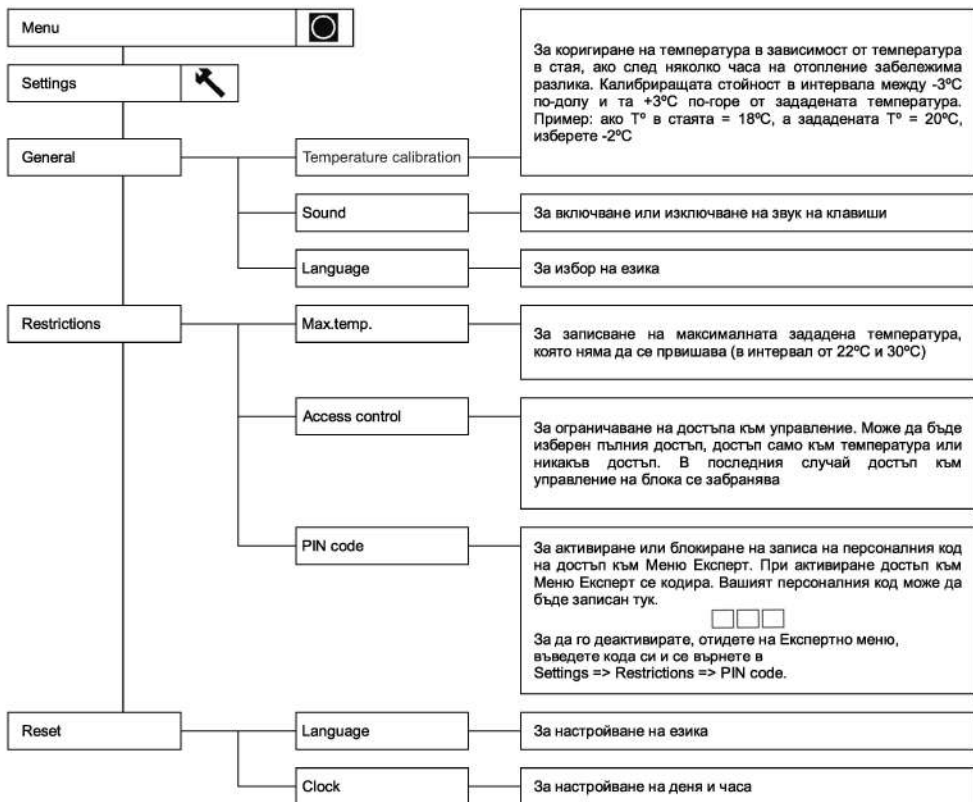 Menu
Settings
General
Temperature calibration
За коригиране на температура в зависимост от температура
в стая, ако след няколко часа на отопление забележима
разлика. Калибриращата стойност в интервала между -3ºC
по-долу и та +3ºC по-горе от зададената температура.
Пример: ако Tº в стаята = 18ºC, а зададената Tº = 20ºC,
изберете -2ºC
Sound
За включване или изключване на звук на клавиши
Language
За избор на езика
Restrictions
Max.temp.
За записване на максималната зададена температура,
която няма да се првишава (в интервал от 22ºC и 30ºC)
Access control
За ограничаване на достъпа към управление. Може да бъде
изберен пълния достъп, достъп само към температура или
никакъв достъп. В последния случай достъп към
управление на блока се забранява
PIN code
За активиране или блокиране на записа на персоналния код
на достъп към Меню Експерт. При активиране достьп към
Меню Експерт се кодира. Вашият персоналния код може да
бъде записан тук.
За да го деактивирате, отидете на Експертно меню,
въведете кода си и се върнете в
Settings => Restrictions => PIN code.
Reset
Language
За настройване на езика
Clock
За настройване на деня и часа